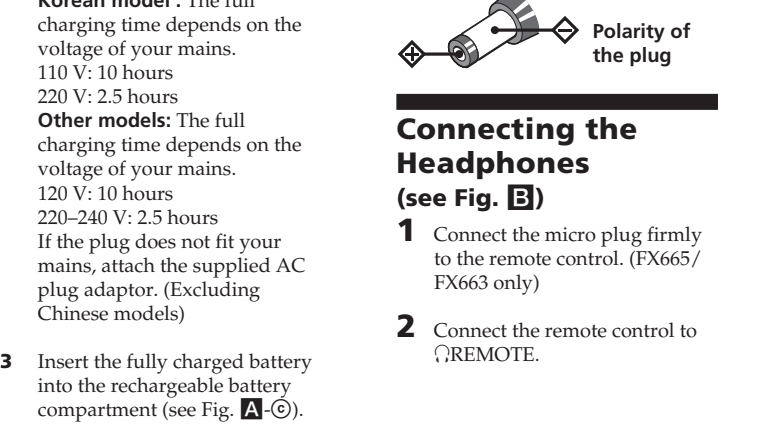 Korean model : The full
charging time depends on the
voltage of your mains.
110 V: 10 hours
220 V: 2.5 hours
Other models: The full
charging time depends on the
voltage of your mains.
120 V: 10 hours
220–240 V: 2.5 hours
If the plug does not fit your
mains, attach the supplied AC
plug adaptor. (Excluding
Chinese models)
3 Insert the fully charged battery
into the rechargeable battery
compartment (see Fig. A-ⓒ).
Polarity of
the plug
Connecting the
Headphones
(see Fig. B)
1 Connect the micro plug firmly
to the remote control. (FX665/
FX663 only)
2 Connect the remote control to
🎧REMOTE.